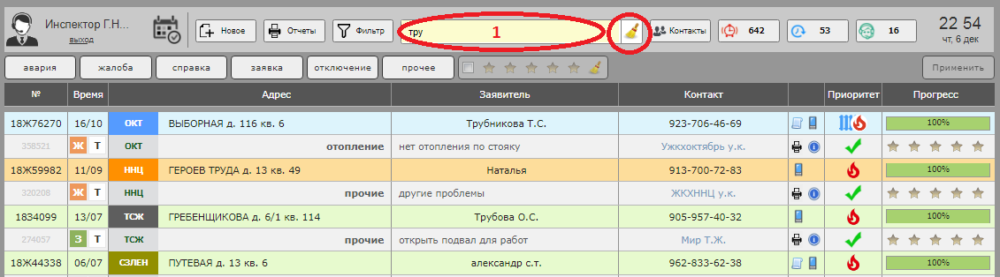 Инспектор Г.Н...
выход
Новое
Отчеты
Фильтр
тру
1
Контакты
642
53
16
22 54
чт, 6 дек
авария жалоба справка заявка отключение прочее Применить
№ Время Адрес Заявитель Контакт Приоритет Прогресс
18Ж76270 16/10 ОКТ ВЫБОРНАЯ д. 116 кв. 6 Трубникова Т.С. 923-706-46-69 100%
358521 Ж Т ОКТ отопление нет отопления по стояку Ужкхоктябрь у.к.
18Ж59982 11/09 ННЦ ГЕРОЕВ ТРУДА д. 13 кв. 49 Наталья 913-700-72-83 100%
320208 Ж Т ННЦ прочие другие проблемы ЖКХННЦ у.к.
1834099 13/07 ТСЖ ГРЕБЕНЩИКОВА д. 6/1 кв. 114 Трубова О.С. 905-957-40-32 100%
274057 З Т ТСЖ прочие открыть подвал для работ Мир Т.Ж.
18Ж44338 06/07 СЗЛЕН ПУТЕВАЯ д. 13 кв. 6 александр с.т. 962-833-62-38 100%